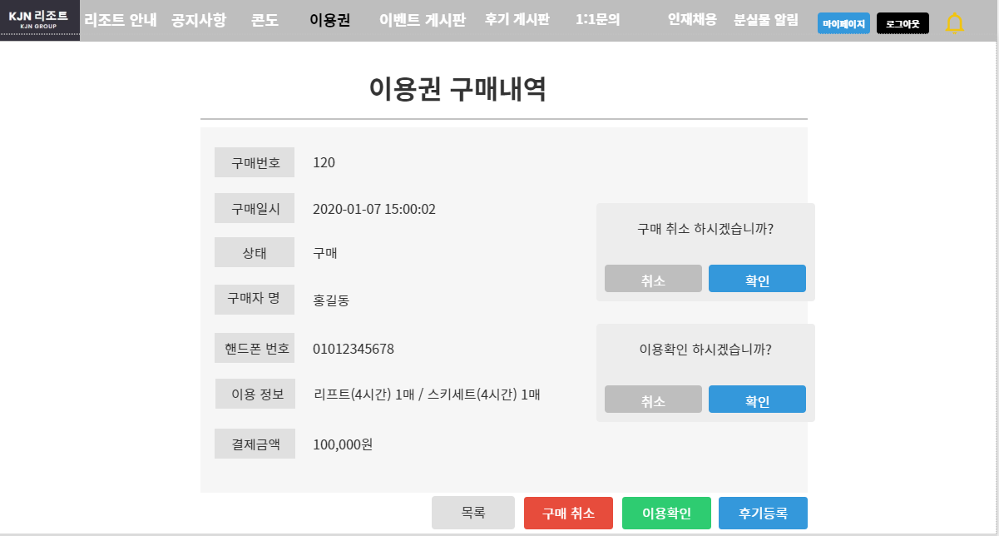 KJN 리조트
KJN GROUP
리조트 안내 공지사항 콘도 이용권 이벤트 게시판 후기 게시판 1:1문의 인재채용 분실물 알림 마이페이지 로그아웃
이용권 구매내역
구매번호 120
구매일시 2020-01-07 15:00:02
상태 구매
구매자 명 홍길동
핸드폰 번호 01012345678
이용 정보 리프트(4시간) 1매 / 스키세트(4시간) 1매
결제금액 100,000원
구매 취소 하시겠습니까?
취소 확인
이용확인 하시겠습니까?
취소 확인
목록 구매 취소 이용확인 후기등록